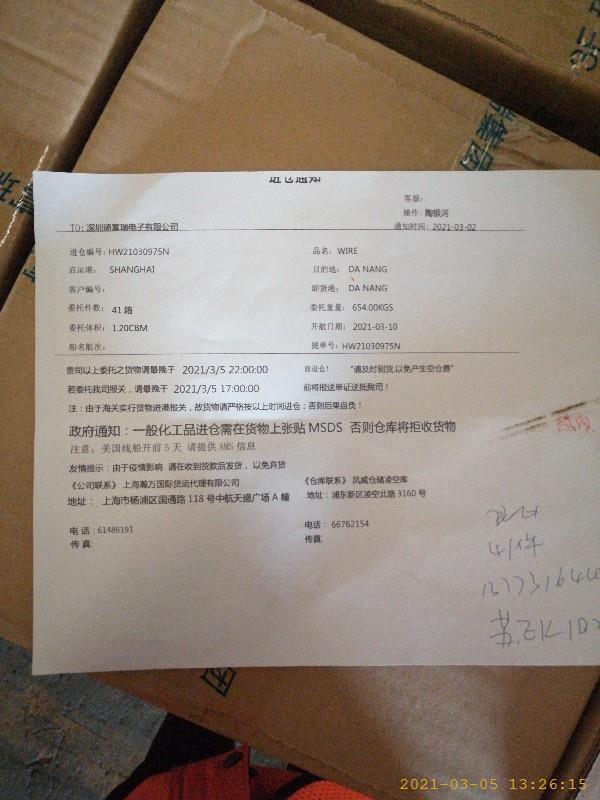 进仓通知
客服:
操作: 陶银河
TO: 深圳硕富瑞电子有限公司
通知时间: 2021-03-02
进仓编号: HW21030975N
品名: WIRE
启运港: SHANGHAI
目的地: DA NANG
客户编号:
卸货港: DA NANG
委托件数: 41 箱
委托重量: 654.00KGS
委托体积: 1.20CBM
开航日期: 2021-03-10
船名航次:
提单号: HW21030975N
贵司以上委托之货物请最晚于 2021/3/5 22:00:00 前进仓! "请及时到货,以免产生空仓费"
若委托我司报关，请最晚于 2021/3/5 17:00:00 前将报送单证送抵我司!
注：由于海关实行货物进港报关，故货物请严格按以上时间进仓；否则后果自负!
政府通知：一般化工品进仓需在货物上张贴 MSDS 否则仓库将拒收货物
注意：美国线船开前 5 天 请提供 AMS 信息
友情提示：由于疫情影响 请在收到货款后发货，以免弃货
《公司联系》上海瀚万国际货运代理有限公司
《仓库联系》凤威仓储凌空库
地址： 上海市杨浦区国通路 118 号中航天盛广场 A 幢
地址：浦东新区凌空北路 3160 号
电 话：61486191
电话： 66762154
传 真:
传真:
41件
2021-03-05 13:26:15